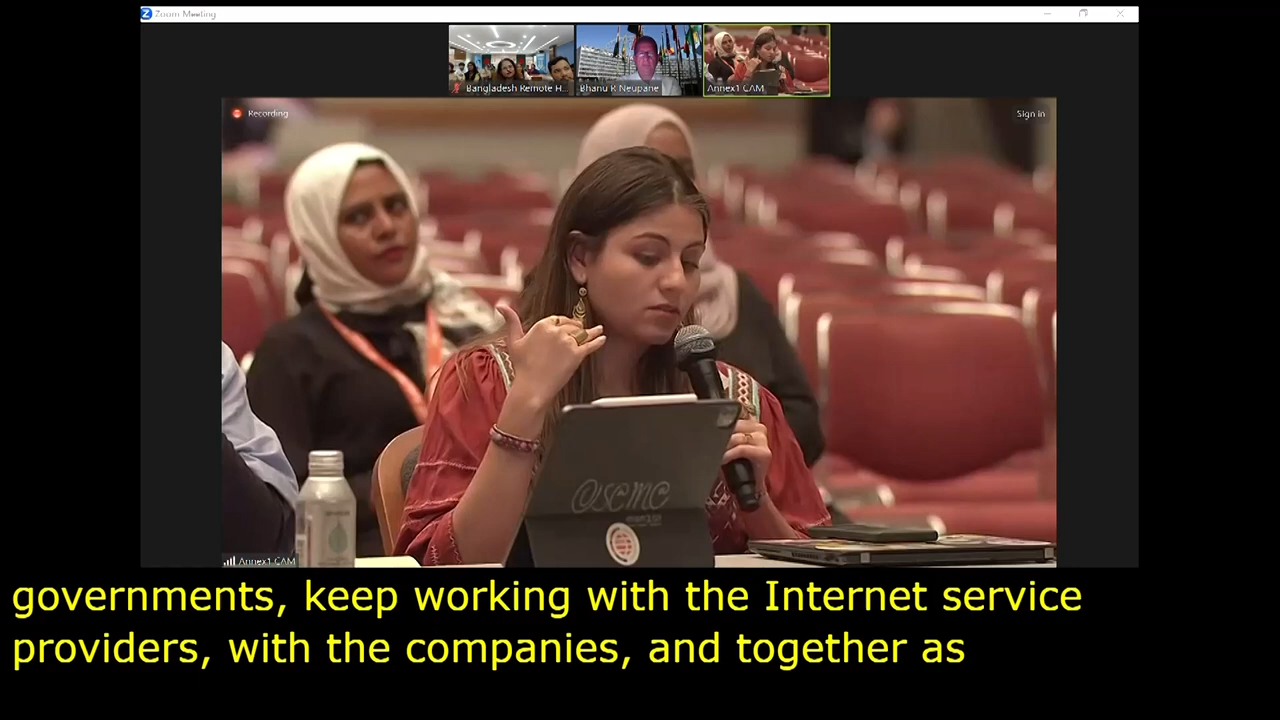 Zoom Meeting
Bangladesh Remote H...
Bhanu R Neupane
Annex1 CAM
Recording
Sign in
Annex1 CAM
governments, keep working with the Internet service
providers, with the companies, and together as